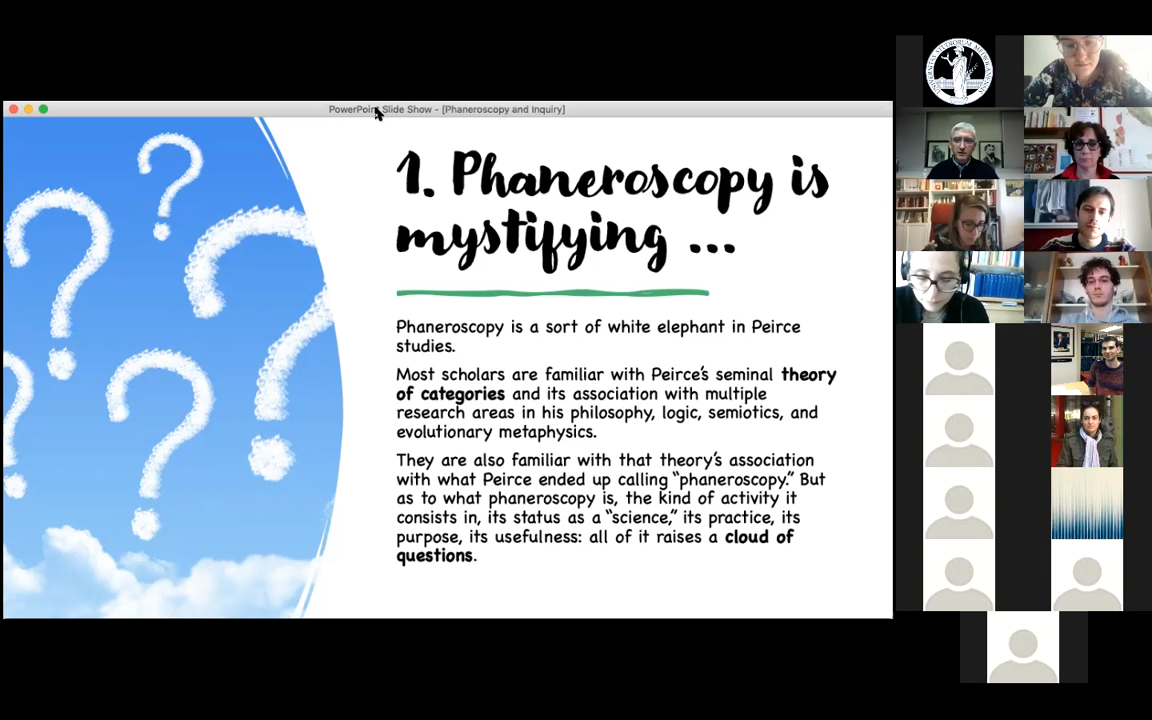 PowerPoint Slide Show - [Phaneroscopy and Inquiry]
1. Phaneroscopy is
mystifying ...
Phaneroscopy is a sort of white elephant in Peirce
studies.
Most scholars are familiar with Peirce's seminal theory
of categories and its association with multiple
research areas in his philosophy, logic, semiotics, and
evolutionary metaphysics.
They are also familiar with that theory's association
with what Peirce ended up calling "phaneroscopy." But
as to what phaneroscopy is, the kind of activity it
consists in, its status as a "science," its practice, its
purpose, its usefulness: all of it raises a cloud of
questions.
UNIVERSITAS STUDIORUM MEDIOLANENSIS